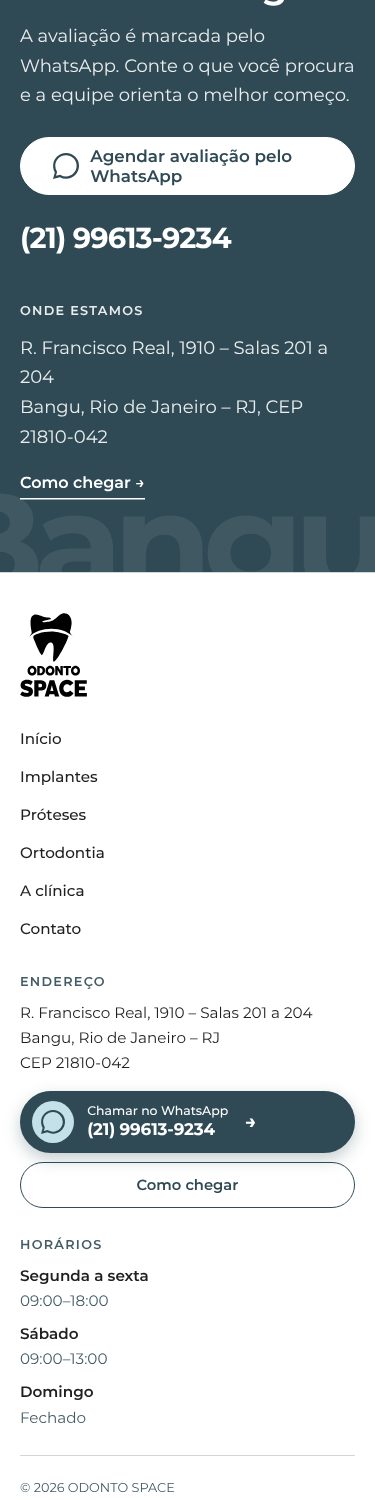 A avaliação é marcada pelo
WhatsApp. Conte o que você procura
e a equipe orienta o melhor começo.
Agendar avaliação pelo
WhatsApp
(21) 99613-9234
ONDE ESTAMOS
R. Francisco Real, 1910 – Salas 201 a
204
Bangu, Rio de Janeiro – RJ, CEP
21810-042
Como chegar →
Bangu
ODONTO
SPACE
Início
Implantes
Próteses
Ortodontia
A clínica
Contato
ENDEREÇO
R. Francisco Real, 1910 – Salas 201 a 204
Bangu, Rio de Janeiro – RJ
CEP 21810-042
Chamar no WhatsApp
(21) 99613-9234 →
Como chegar
HORÁRIOS
Segunda a sexta
09:00–18:00
Sábado
09:00–13:00
Domingo
Fechado
© 2026 ODONTO SPACE